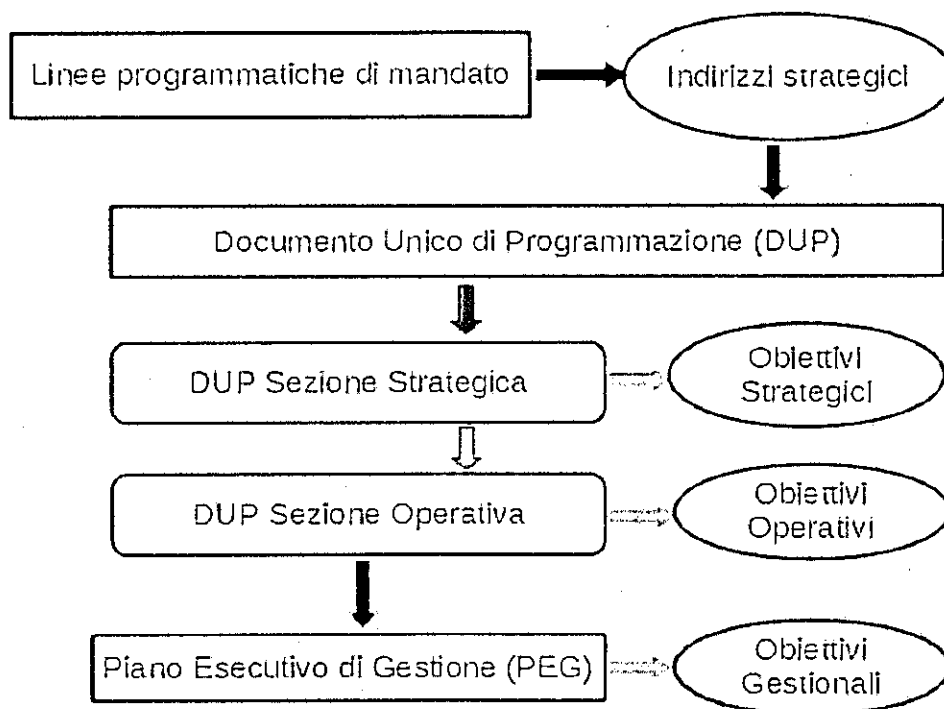 Linee programmatiche di mandato
Indirizzi strategici
Documento Unico di Programmazione (DUP)
DUP Sezione Strategica
Obiettivi
Strategici
DUP Sezione Operativa
Obiettivi
Operativi
Piano Esecutivo di Gestione (PEG)
Obiettivi
Gestionali